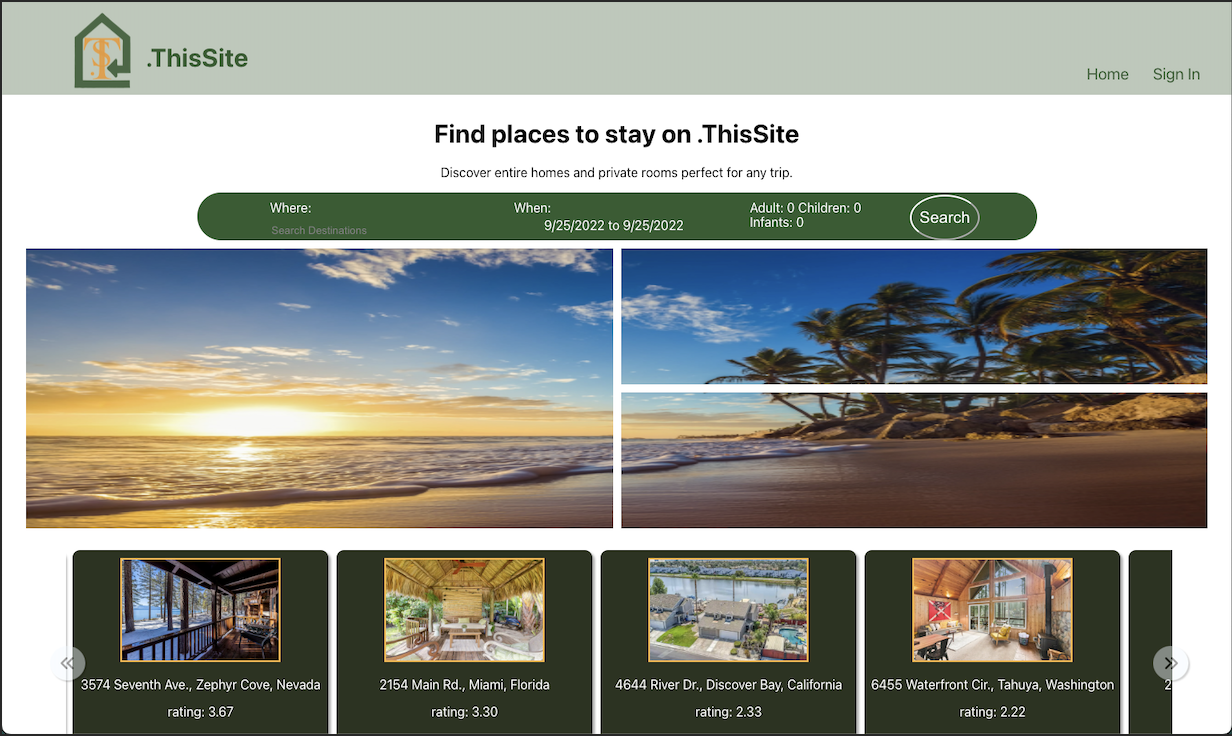 .ThisSite
Home Sign In
Find places to stay on .ThisSite
Discover entire homes and private rooms perfect for any trip.
Where:
Search Destinations
When:
9/25/2022 to 9/25/2022
Adult: 0 Children: 0
Infants: 0
Search
3574 Seventh Ave., Zephyr Cove, Nevada
rating: 3.67
2154 Main Rd., Miami, Florida
rating: 3.30
4644 River Dr., Discover Bay, California
rating: 2.33
6455 Waterfront Cir., Tahuya, Washington
rating: 2.22